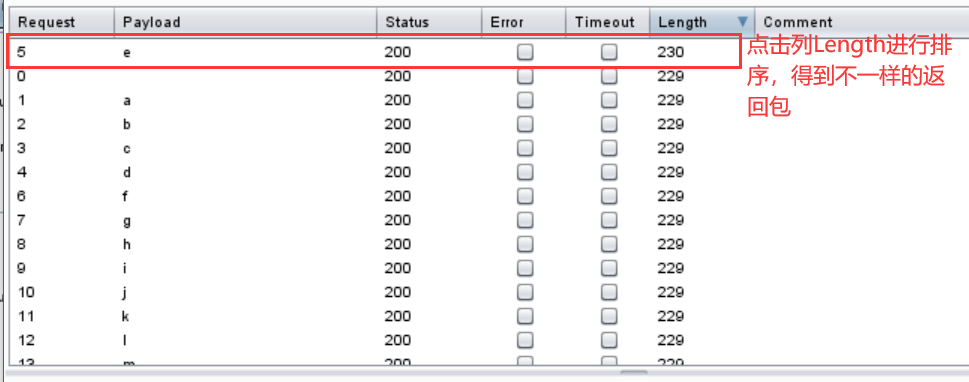 Request Payload Status Error Timeout Length Comment
5 e 200 230
点击列Length进行排
序，得到不一样的返
回包
0 200 229
1 a 200 229
2 b 200 229
3 c 200 229
4 d 200 229
6 f 200 229
7 g 200 229
8 h 200 229
9 i 200 229
10 j 200 229
11 k 200 229
12 l 200 229
13 m 200 229